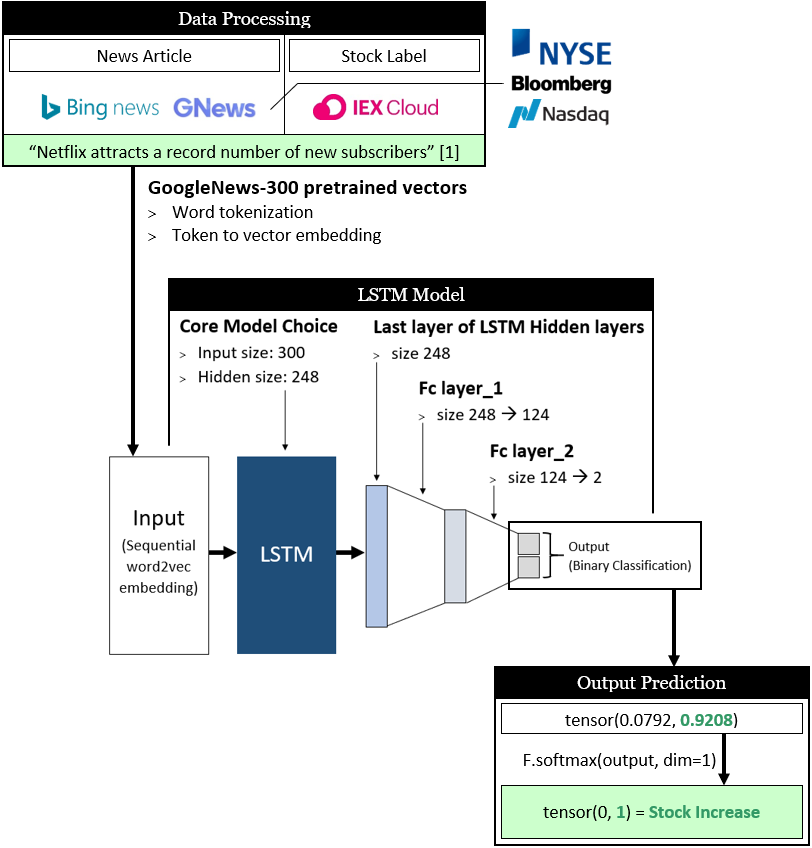 Data Processing
News Article
Stock Label
Bing news
GNews
IEX Cloud
NYSE
Bloomberg
Nasdaq
“Netflix attracts a record number of new subscribers” [1]
GoogleNews-300 pretrained vectors
> Word tokenization
> Token to vector embedding
LSTM Model
Core Model Choice
> Input size: 300
> Hidden size: 248
Last layer of LSTM Hidden layers
> size 248
Fc layer_1
> size 248 → 124
Fc layer_2
> size 124 → 2
Input
(Sequential
word2vec
embedding)
LSTM
Output
(Binary Classification)
Output Prediction
tensor(0.0792, 0.9208)
F.softmax(output, dim=1)
tensor(0, 1) = Stock Increase